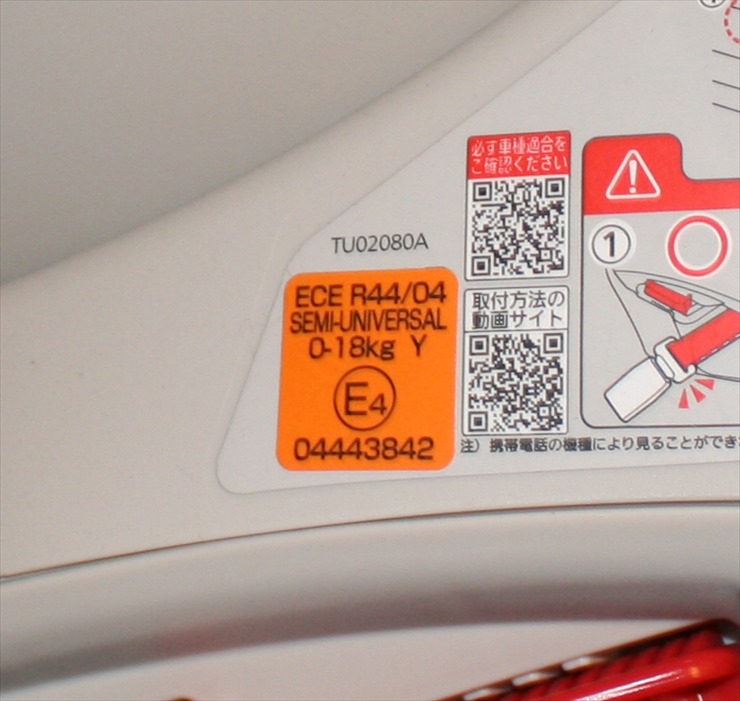 必ず車種適合を
ご確認ください
TU02080A
ECE R44/04
SEMI-UNIVERSAL
0-18kg Y
E4
04443842
取付方法の
動画サイト
①
注）携帯電話の機種により見ることができ